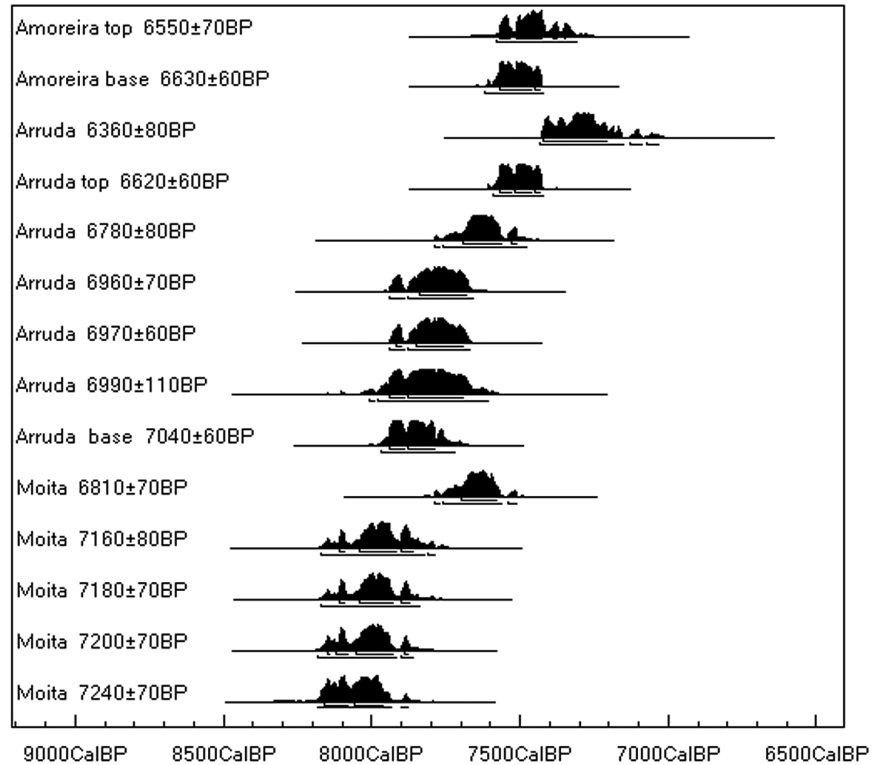 Amoreira top 6550±70BP
Amoreira base 6630±60BP
Arruda 6360±80BP
Arruda top 6620±60BP
Arruda 6780±80BP
Arruda 6960±70BP
Arruda 6970±60BP
Arruda 6990±110BP
Arruda base 7040±60BP
Moita 6810±70BP
Moita 7160±80BP
Moita 7180±70BP
Moita 7200±70BP
Moita 7240±70BP
9000CalBP 8500CalBP 8000CalBP 7500CalBP 7000CalBP 6500CalBP